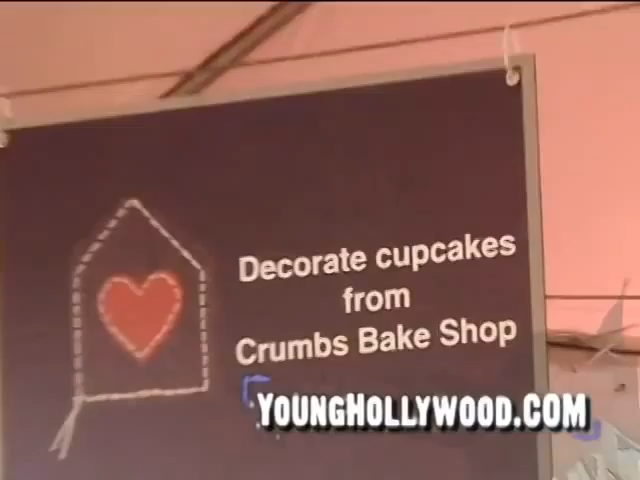 Decorate cupcakes
from
Crumbs Bake Shop
YOUNGHOLLYWOOD.COM